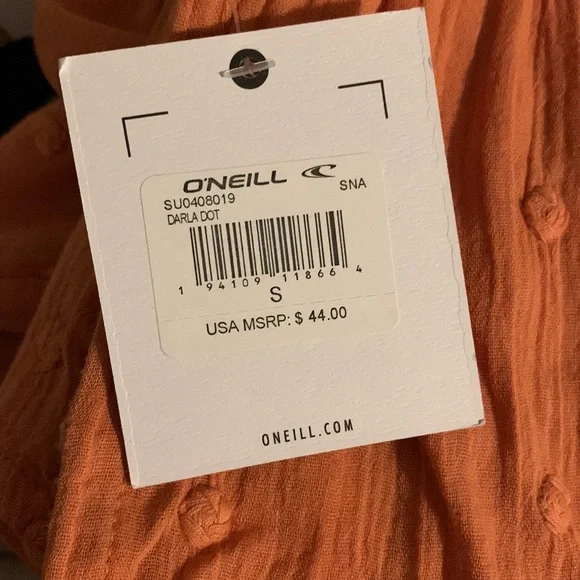 O'NEILL
SU0408019 SNA
DARLA DOT
1 94109 11866 4
S
USA MSRP: $ 44.00
ONEILL.COM